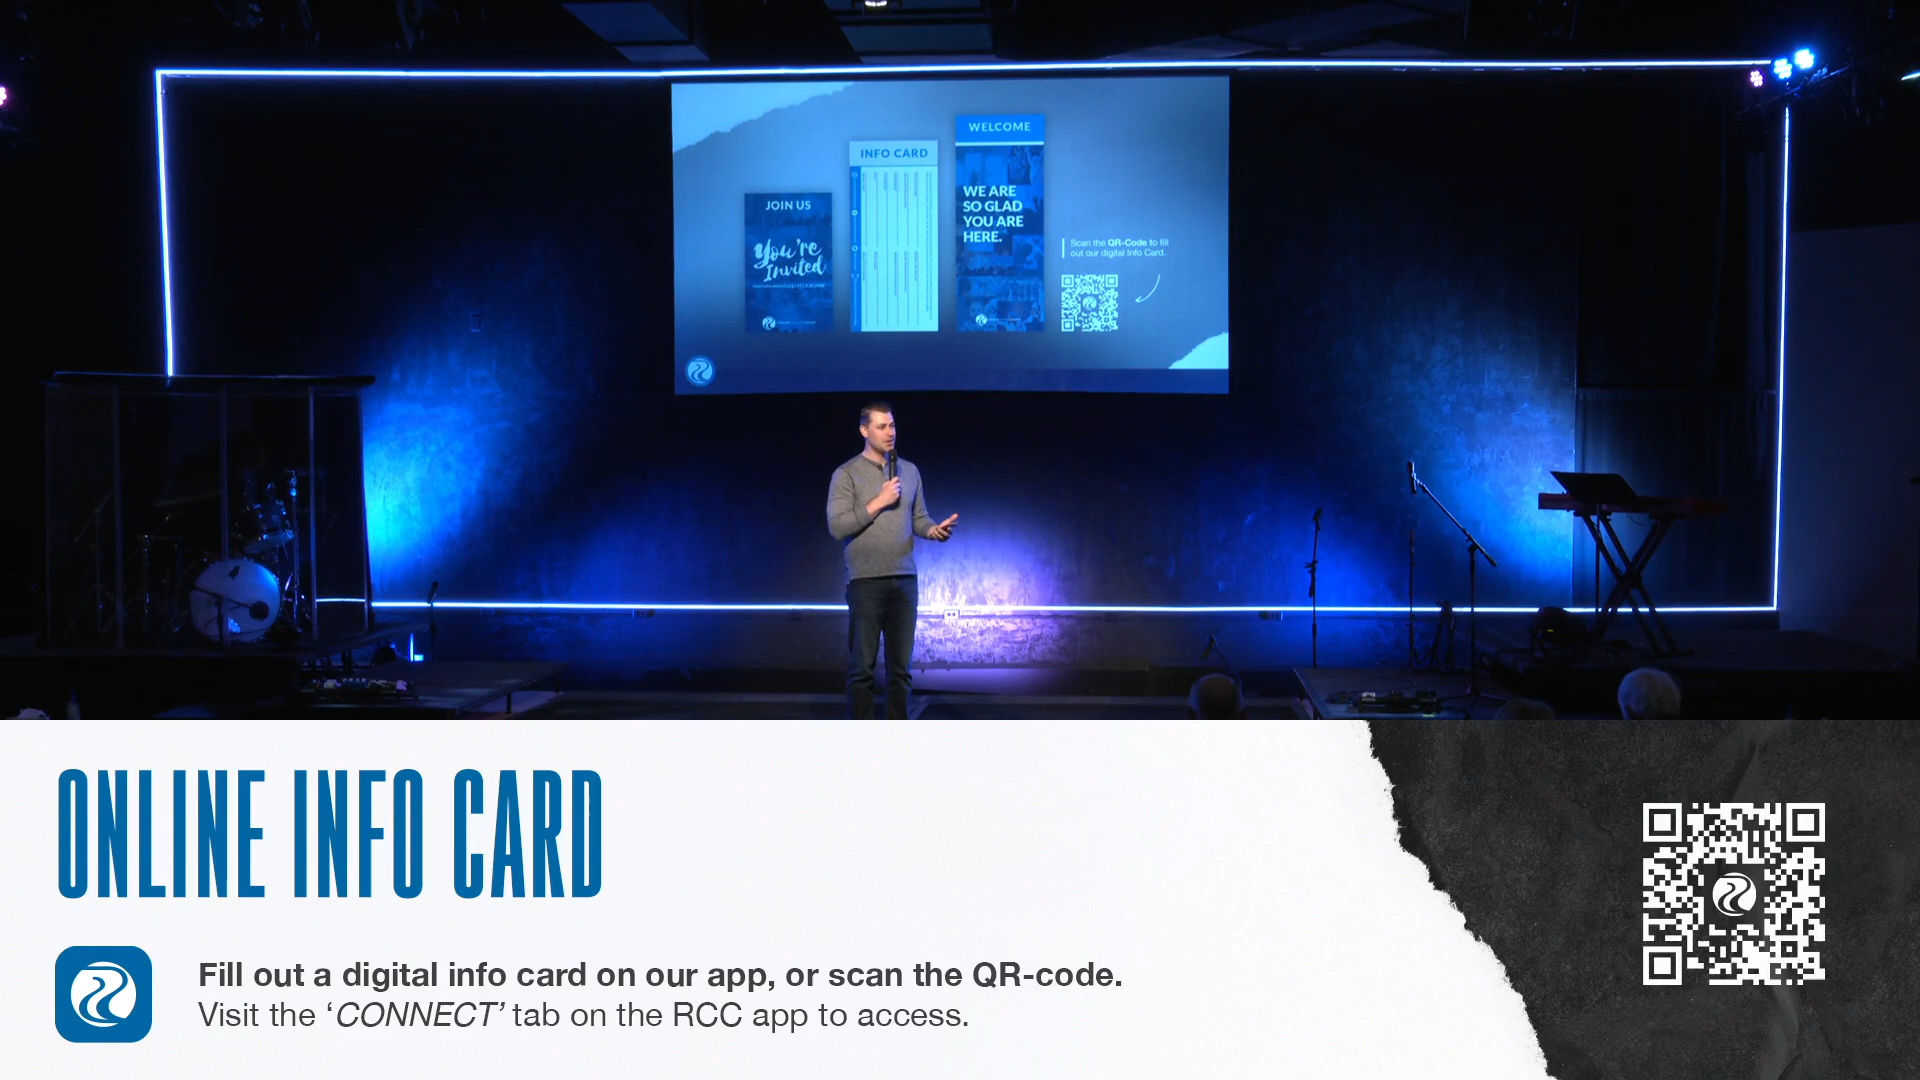 JOIN US
You're
Invited
INFO CARD
WELCOME
WE ARE
SO GLAD
YOU ARE
HERE.
Scan the QR-Code to fill
out our digital Info Card.
ONLINE INFO CARD
Fill out a digital info card on our app, or scan the QR-code.
Visit the ‘CONNECT’ tab on the RCC app to access.